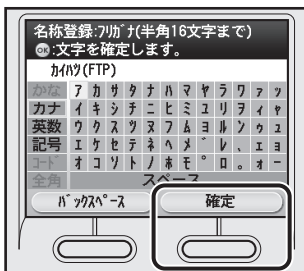 名称登録:ﾌﾘｶﾞﾅ(半角16文字まで)
OK:文字を確定します。
ｶｲﾊﾂ(FTP)
かな ｱ ｶ ｻ ﾀ ﾅ ﾊ ﾏ ﾔ ﾗ ﾜ ｧ ｯ
カナ ｲ ｷ ｼ ﾁ ﾆ ﾋ ﾐ ﾕ ﾘ ｦ ｨ ｬ
英数 ｳ ｸ ｽ ﾂ ﾇ ﾌ ﾑ ﾖ ﾙ ﾝ ｩ ｭ
記号 ｴ ｹ ｾ ﾃ ﾈ ﾍ ﾒ ﾞ ﾚ 、 ｪ ｮ
ｺｰﾄﾞ ｵ ｺ ｿ ﾄ ﾉ ﾎ ﾓ ﾟ ﾛ 。 ｫ ｰ
全角 スペース
ﾊﾞｯｸｽﾍﾟｰｽ 確定